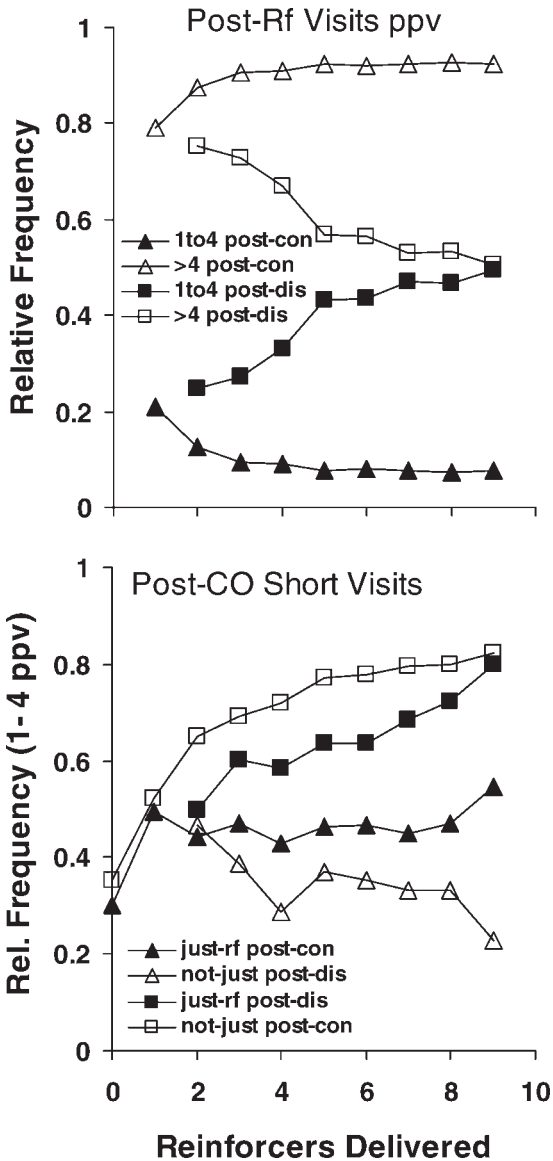 Post-Rf Visits ppv
1
0.8
0.6
0.4
0.2
0
Relative Frequency
1to4 post-con
>4 post-con
1to4 post-dis
>4 post-dis
Post-CO Short Visits
1
0.8
0.6
0.4
0.2
0
Rel. Frequency (1- 4 ppv)
just-rf post-con
not-just post-dis
just-rf post-dis
not-just post-con
0 2 4 6 8 10
Reinforcers Delivered